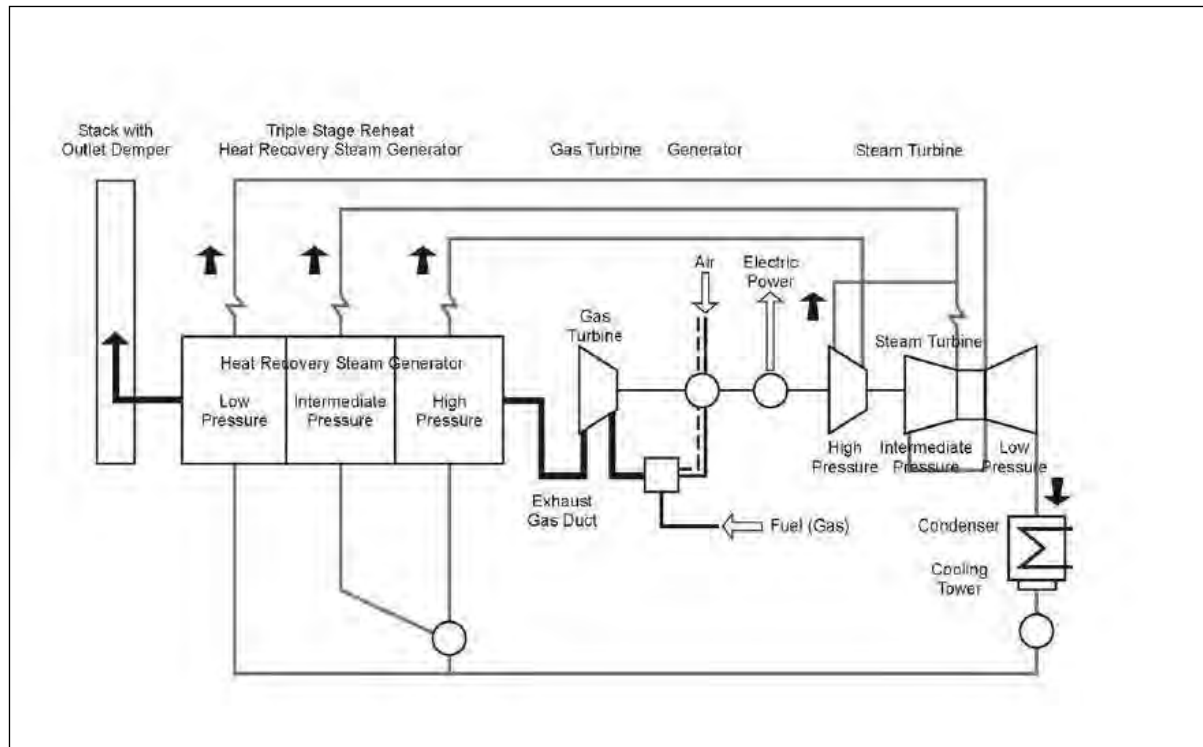 Stack with
Outlet Demper
Triple Stage Reheat
Heat Recovery Steam Generator
Gas Turbine
Generator
Steam Turbine
Air
Electric
Power
Gas
Turbine
Steam Turbine
Heat Recovery Steam Generator
Low
Pressure
Intermediate
Pressure
High
Pressure
High
Pressure
Intermediate
Pressure
Low
Pressure
Exhaust
Gas Duct
Fuel (Gas)
Condenser
Cooling
Tower